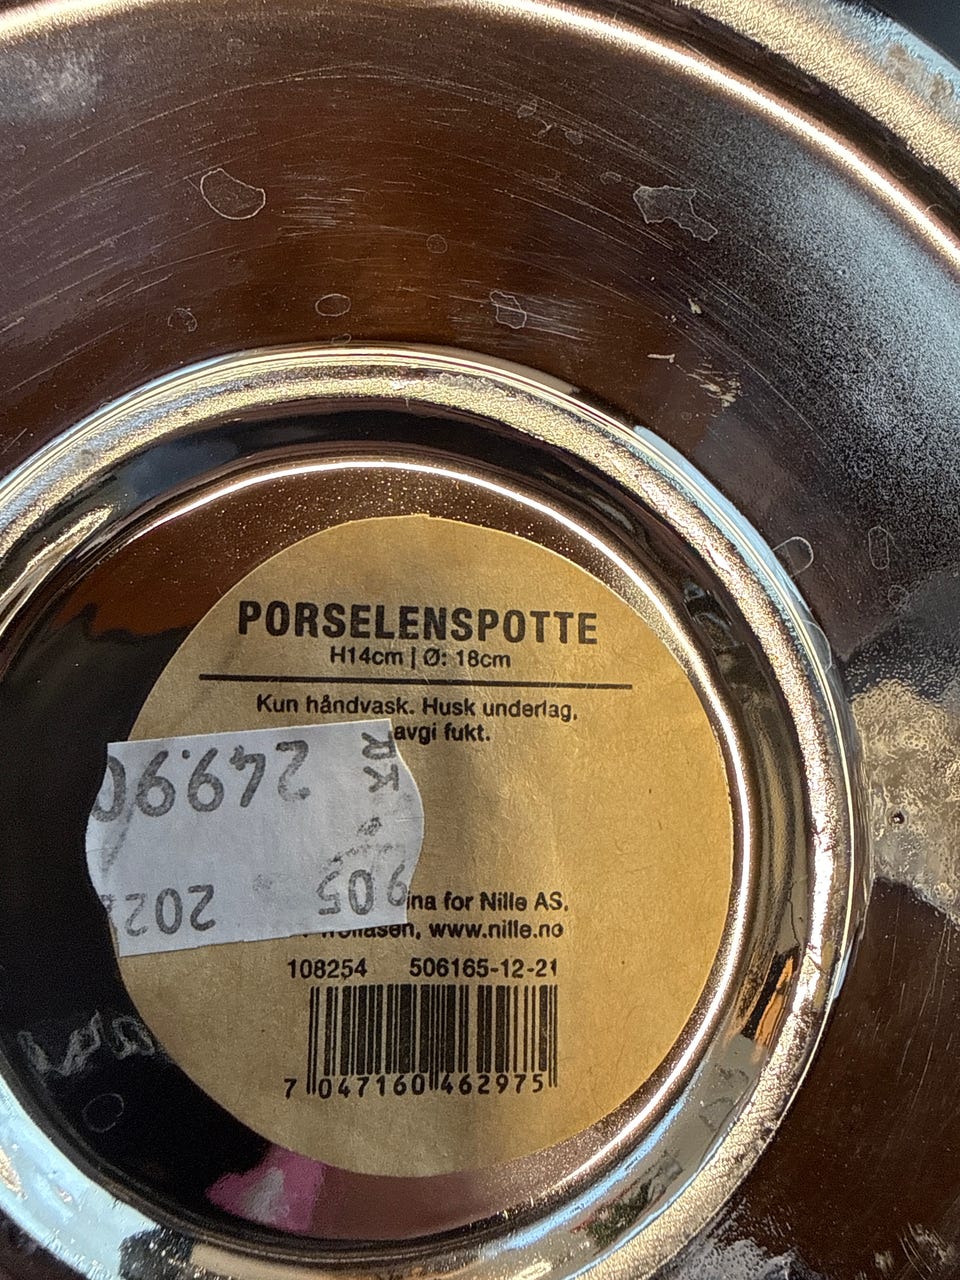 PORSELENSPOTTE
H14cm | Ø: 18cm
Kun håndvask. Husk underlag,
avgi fukt.
RK
249.90
905
202
ina for Nille AS.
www.nille.no
108254 506165-12-21
7 047160 462975